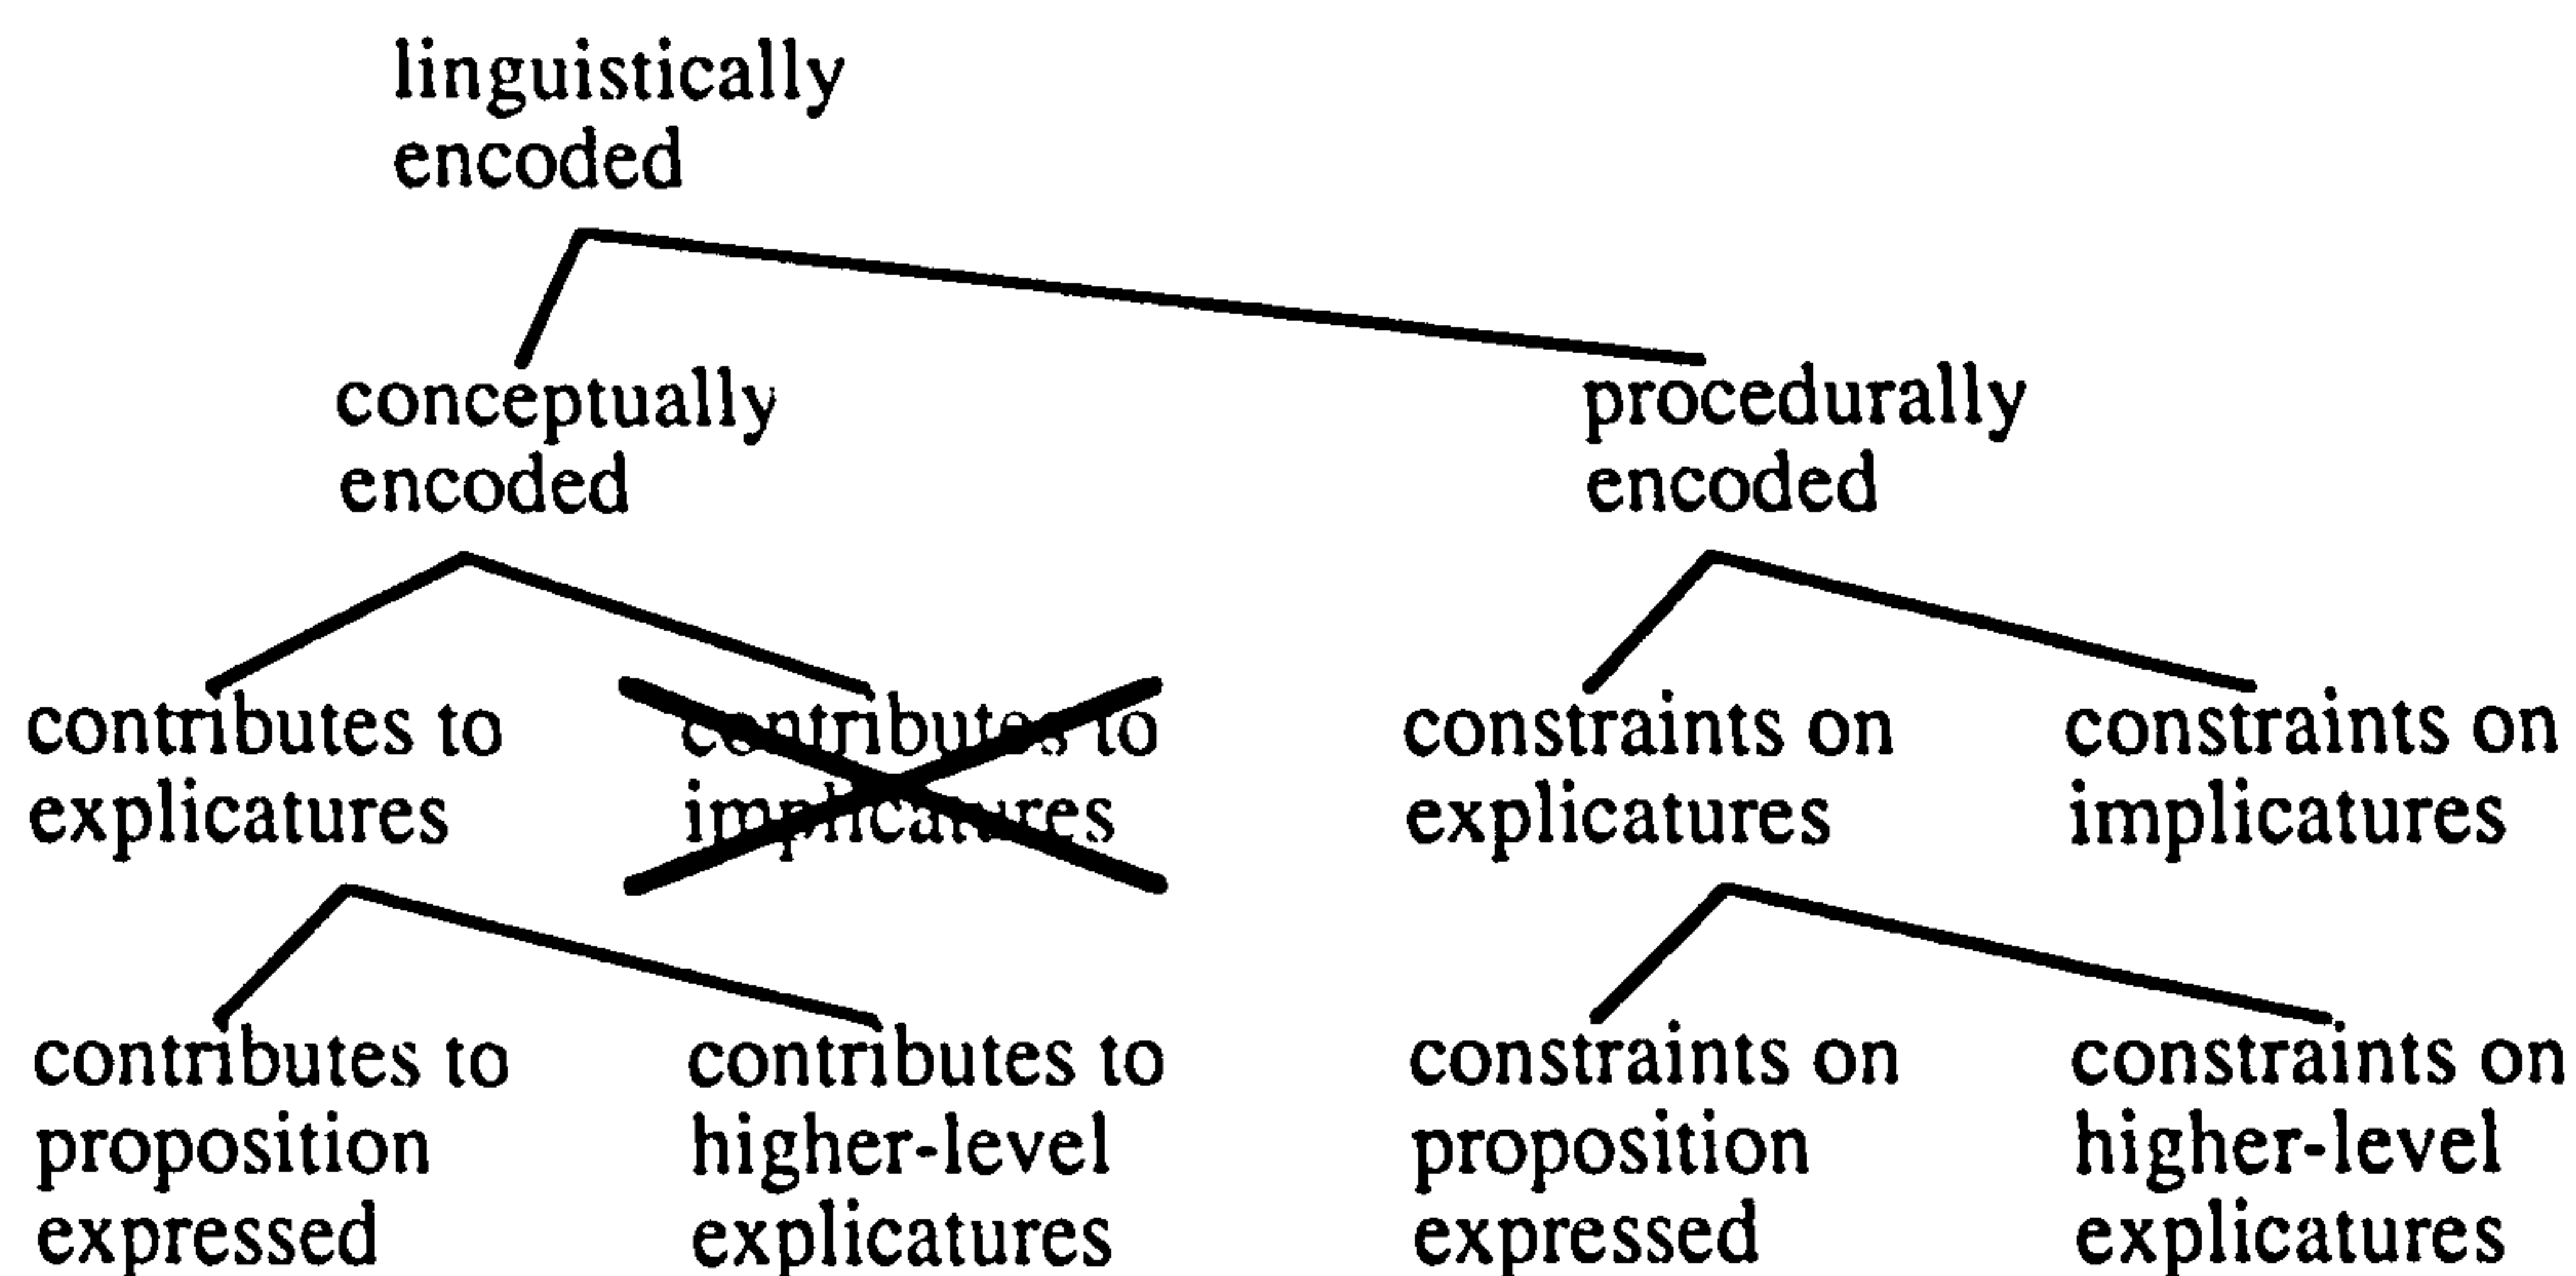 linguistically
encoded
conceptually
encoded
procedurally
encoded
contributes to
explicatures
contributes to
implicatures
constraints on
explicatures
constraints on
implicatures
contributes to
proposition
expressed
contributes to
higher-level
explicatures
constraints on
proposition
expressed
constraints on
higher-level
explicatures